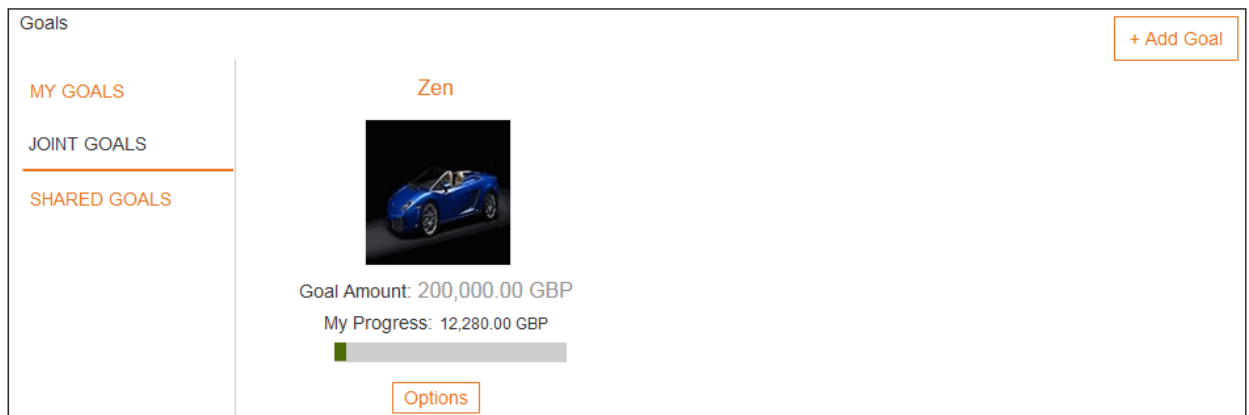 Goals
+ Add Goal
MY GOALS
JOINT GOALS
SHARED GOALS
Zen
Goal Amount: 200,000.00 GBP
My Progress: 12,280.00 GBP
Options